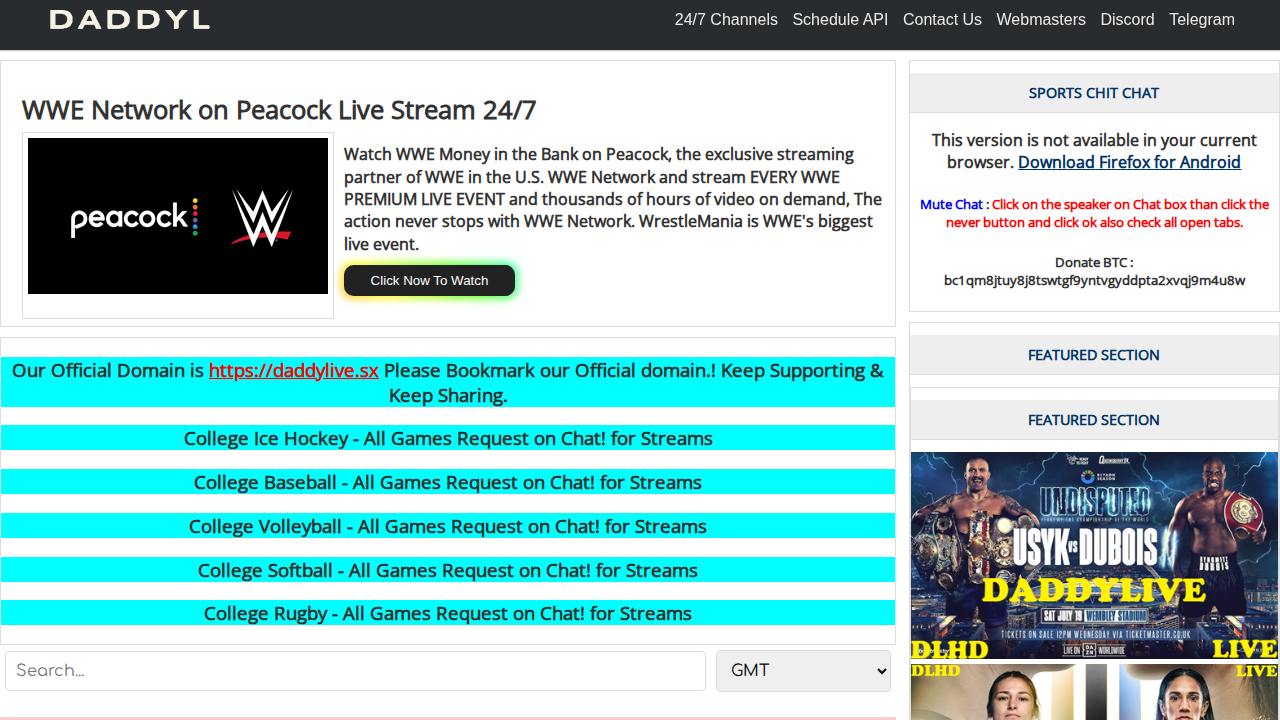 DADDYL
24/7 Channels Schedule API Contact Us Webmasters Discord Telegram
WWE Network on Peacock Live Stream 24/7
peacock W
Watch WWE Money in the Bank on Peacock, the exclusive streaming
partner of WWE in the U.S. WWE Network and stream EVERY WWE
PREMIUM LIVE EVENT and thousands of hours of video on demand, The
action never stops with WWE Network. WrestleMania is WWE's biggest
live event.
Click Now To Watch
Our Official Domain is https://daddylive.sx Please Bookmark our Official domain.! Keep Supporting &
Keep Sharing.
College Ice Hockey - All Games Request on Chat! for Streams
College Baseball - All Games Request on Chat! for Streams
College Volleyball - All Games Request on Chat! for Streams
College Softball - All Games Request on Chat! for Streams
College Rugby - All Games Request on Chat! for Streams
Search...
GMT
SPORTS CHIT CHAT
This version is not available in your current
browser. Download Firefox for Android
Mute Chat : Click on the speaker on Chat box than click the
never button and click ok also check all open tabs.
Donate BTC :
bc1qm8jtuy8j8tswtgf9yntvgyddpta2xvqj9m4u8w
FEATURED SECTION
FEATURED SECTION
RIYADH
SEASON
UNDISPUTED
USYK VS DUBOIS
DADDYLIVE
SAT JULY 19 WEMBLEY STADIUM
TICKETS ON SALE 12PM WEDNESDAY VIA TICKETMASTER.CO.UK
LIVE ON DAZN WORLDWIDE
DLHD LIVE
DLHD LIVE